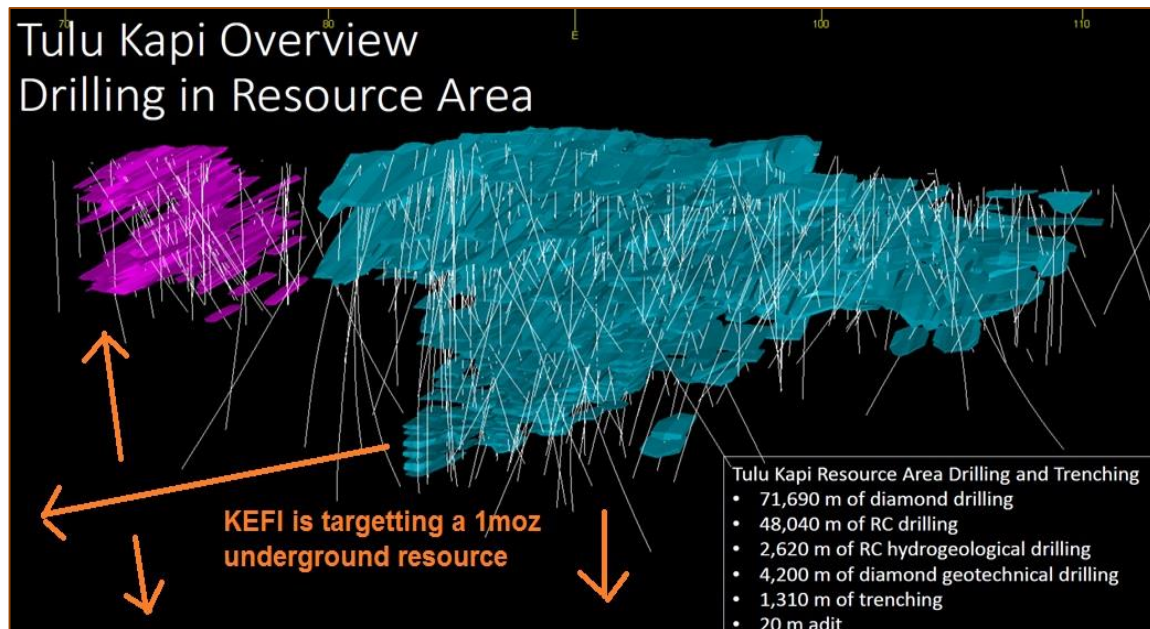 70 80 E 100 110
Tulu Kapi Overview
Drilling in Resource Area
KEFI is targetting a 1moz
underground resource
Tulu Kapi Resource Area Drilling and Trenching
• 71,690 m of diamond drilling
• 48,040 m of RC drilling
• 2,620 m of RC hydrogeological drilling
• 4,200 m of diamond geotechnical drilling
• 1,310 m of trenching
• 20 m adit